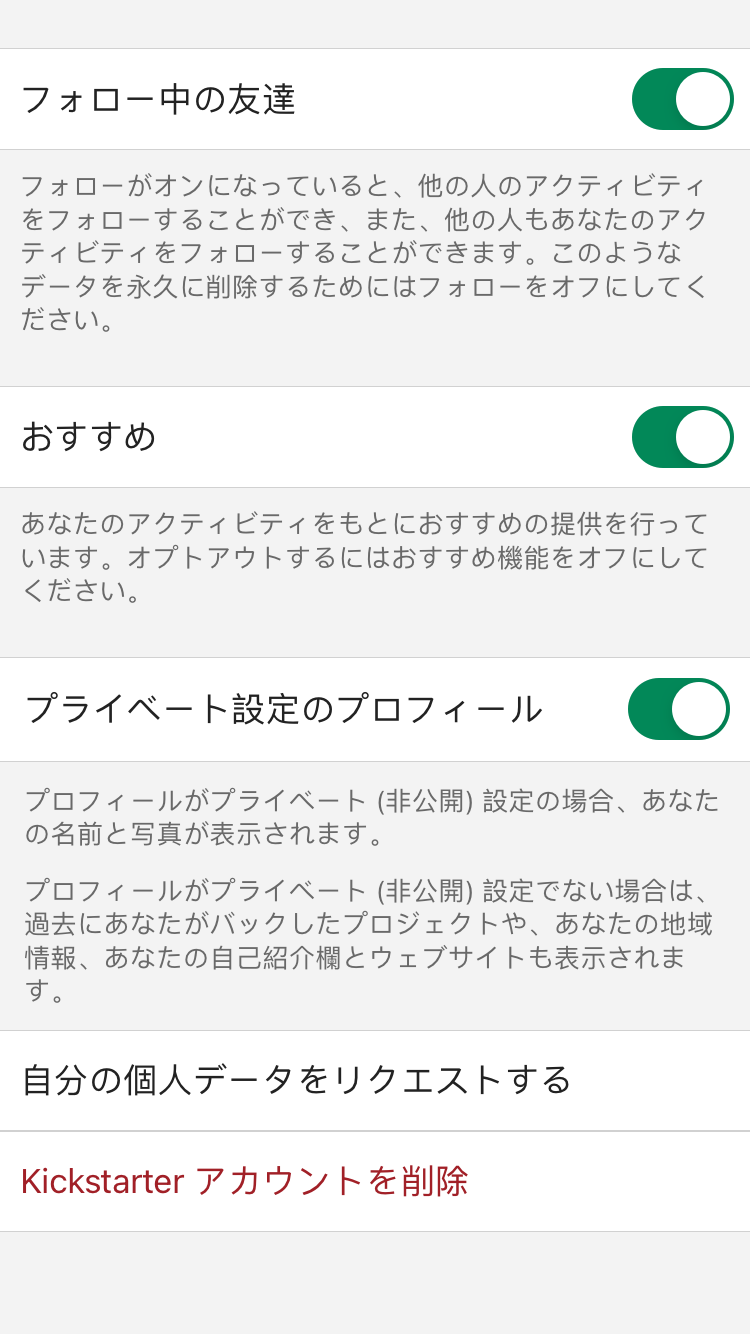 フォロー中の友達
フォローがオンになっていると、他の人のアクティビティ
をフォローすることができ、また、他の人もあなたのアク
ティビティをフォローすることができます。このような
データを永久に削除するためにはフォローをオフにしてく
ださい。
おすすめ
あなたのアクティビティをもとにおすすめの提供を行って
います。オプトアウトするにはおすすめ機能をオフにして
ください。
プライベート設定のプロフィール
プロフィールがプライベート (非公開) 設定の場合、あなた
の名前と写真が表示されます。
プロフィールがプライベート (非公開) 設定でない場合は、
過去にあなたがバックしたプロジェクトや、あなたの地域
情報、あなたの自己紹介欄とウェブサイトも表示されま
す。
自分の個人データをリクエストする
Kickstarter アカウントを削除